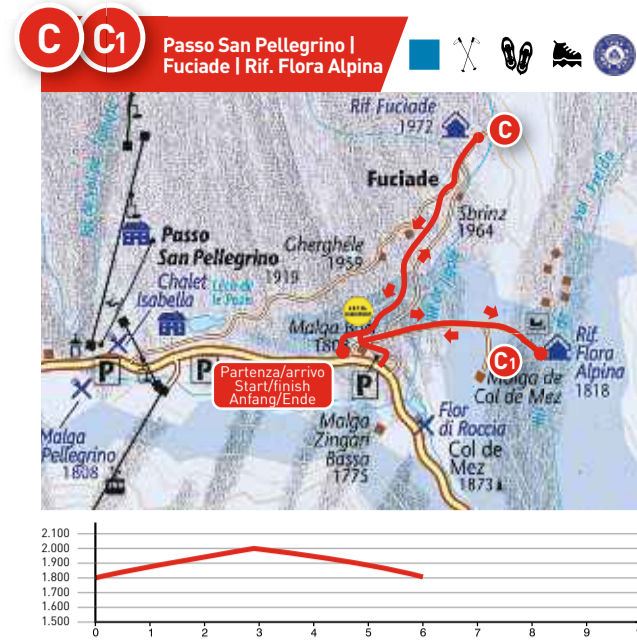 C C1
Passo San Pellegrino |
Fuciade | Rif. Flora Alpina
Rif Fuciade
1972
C
Fuciade
Sbrinz
1964
Passo
San Pellegrino
1919
Gherghele
1959
Chalet
Isabella
Malga
Rif.
Flora
Alpina
1818
C1
Partenza/arrivo
Start/finish
Anfang/Ende
P
P
P
Malga de
Col de Mez
Malga
Pellegrino
1808
Malga
Zingari
Bassa
1775
Fior
di Roccia
Col de
Mez
1873
2.100
2.000
1.900
1.800
1.700
1.600
1.500
0 1 2 3 4 5 6 7 8 9